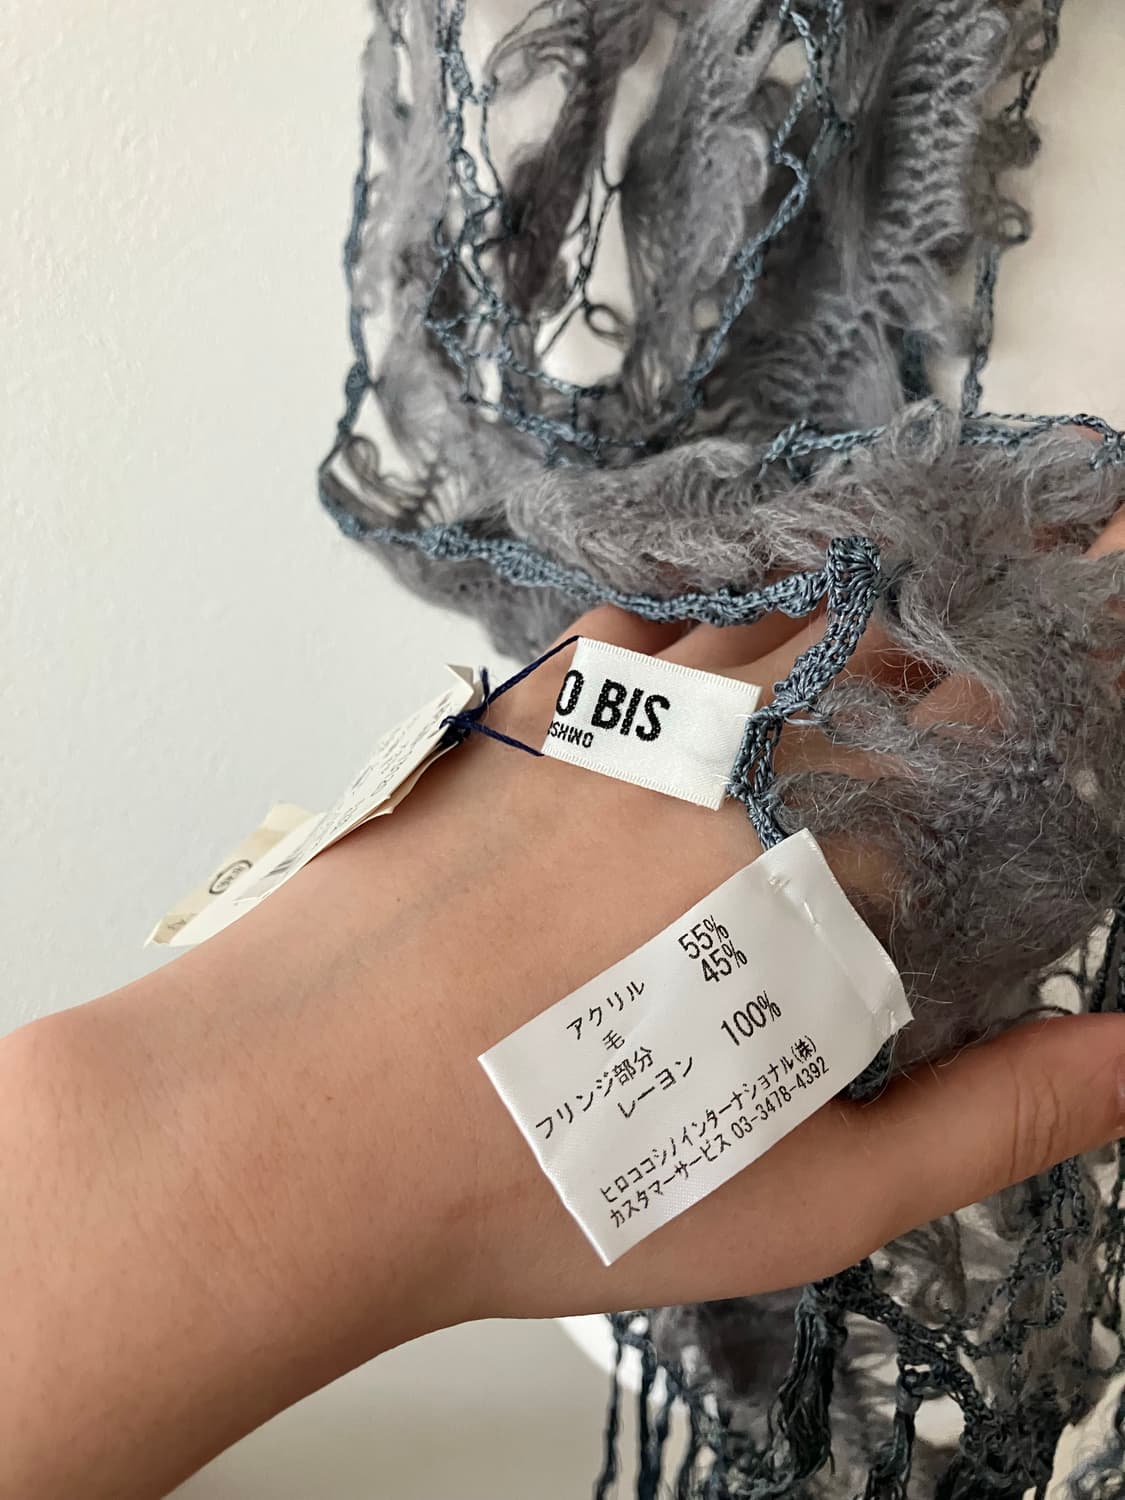 O BIS
OSHINO
アクリル 55%
毛 45%
フリンジ部分
レーヨン 100%
ヒロココシノインターナショナル(株)
カスタマーサービス 03-3478-4392